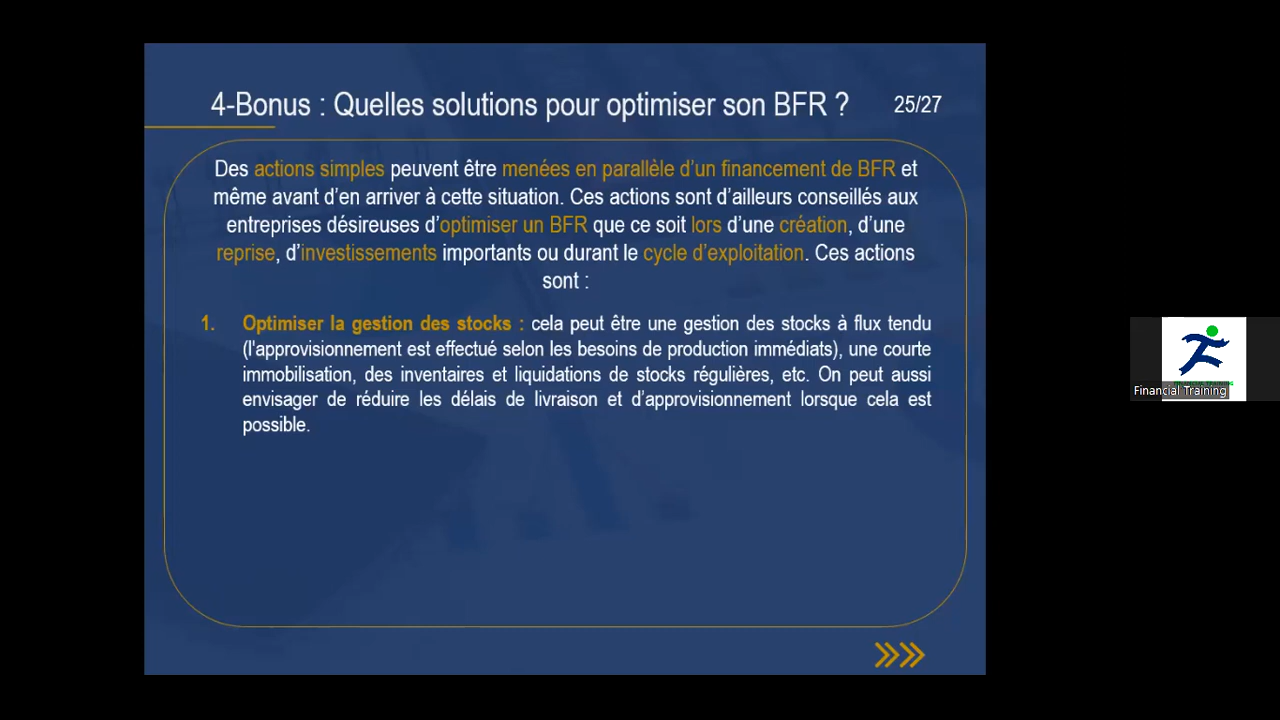 4-Bonus : Quelles solutions pour optimiser son BFR ?
25/27
Des actions simples peuvent être menées en parallèle d'un financement de BFR et
même avant d'en arriver à cette situation. Ces actions sont d'ailleurs conseillés aux
entreprises désireuses d'optimiser un BFR que ce soit lors d'une création, d'une
reprise, d'investissements importants ou durant le cycle d'exploitation. Ces actions
sont :
1. Optimiser la gestion des stocks : cela peut être une gestion des stocks à flux tendu
(l'approvisionnement est effectué selon les besoins de production immédiats), une courte
immobilisation, des inventaires et liquidations de stocks régulières, etc. On peut aussi
envisager de réduire les délais de livraison et d'approvisionnement lorsque cela est
possible.
Financial Training